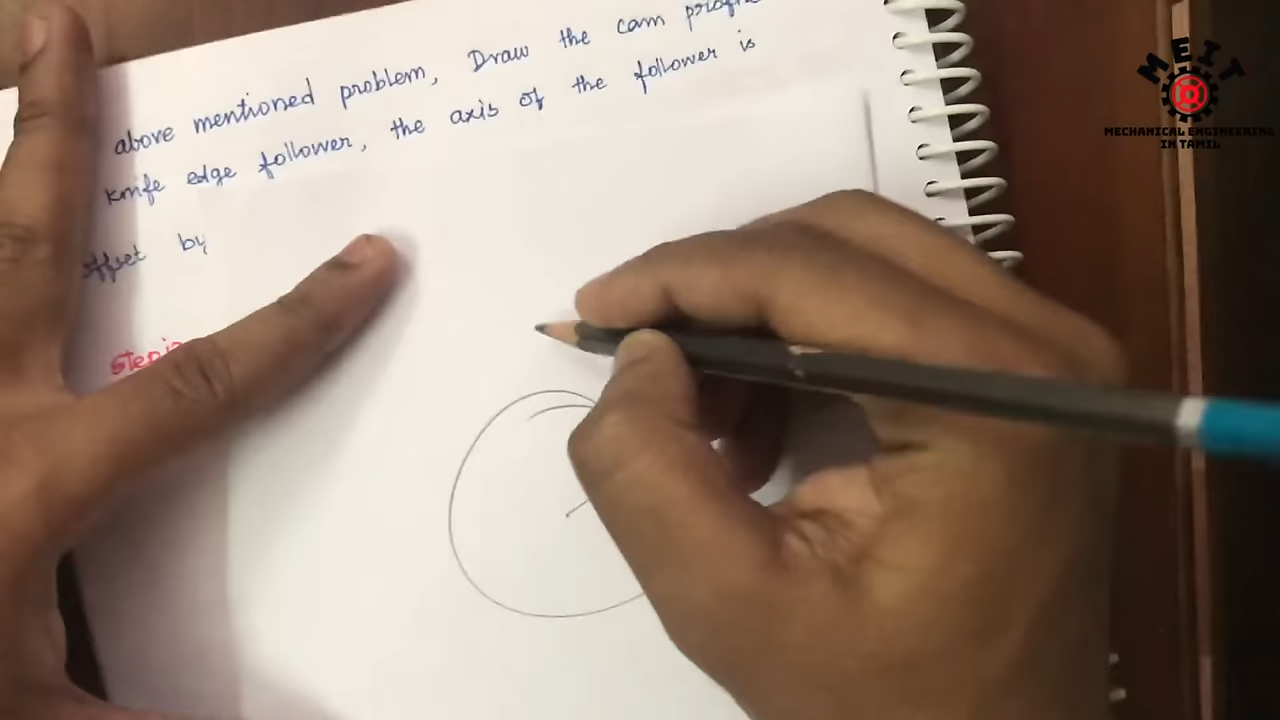 above mentioned problem, Draw the cam
knife edge follower, the axis of the follower is
offset by
MEIT
MECHANICAL ENGINEERING
IN TAMIL